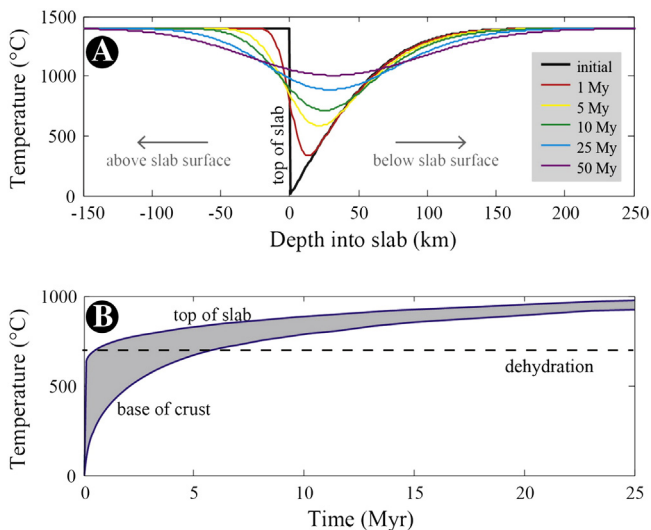 A
Temperature (°C)
1500
1000
500
0
above slab surface
top of slab
below slab surface
initial
1 My
5 My
10 My
25 My
50 My
-150
-100
-50
0
50
100
150
200
250
Depth into slab (km)
B
Temperature (°C)
1000
500
0
top of slab
dehydration
base of crust
0
5
10
15
20
25
Time (Myr)